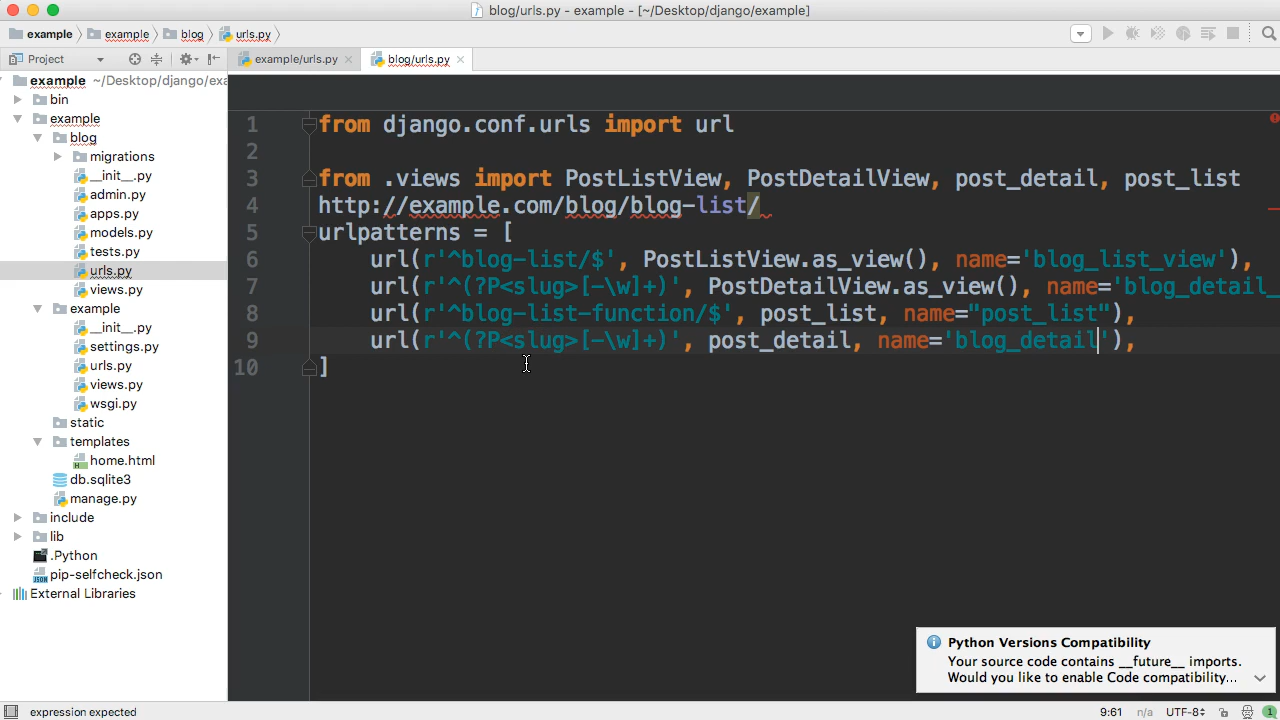 blog/urls.py - example - [~/Desktop/django/example]
example example blog urls.py
Project example/urls.py blog/urls.py
example ~/Desktop/django/exa
bin
example
blog
migrations
__init__.py
admin.py
apps.py
models.py
tests.py
urls.py
views.py
example
__init__.py
settings.py
urls.py
views.py
wsgi.py
static
templates
home.html
db.sqlite3
manage.py
include
lib
.Python
pip-selfcheck.json
External Libraries
1 from django.conf.urls import url
2
3 from .views import PostListView, PostDetailView, post_detail, post_list
4 http://example.com/blog/blog-list/
5 urlpatterns = [
6 url(r'^blog-list/$', PostListView.as_view(), name='blog_list_view'),
7 url(r'^(?P<slug>[-\w]+)', PostDetailView.as_view(), name='blog_detail_
8 url(r'^blog-list-function/$', post_list, name="post_list"),
9 url(r'^(?P<slug>[-\w]+)', post_detail, name='blog_detail'),
10 ]
Python Versions Compatibility
Your source code contains __future__ imports.
Would you like to enable Code compatibility...
expression expected 9:61 n/a UTF-8 1